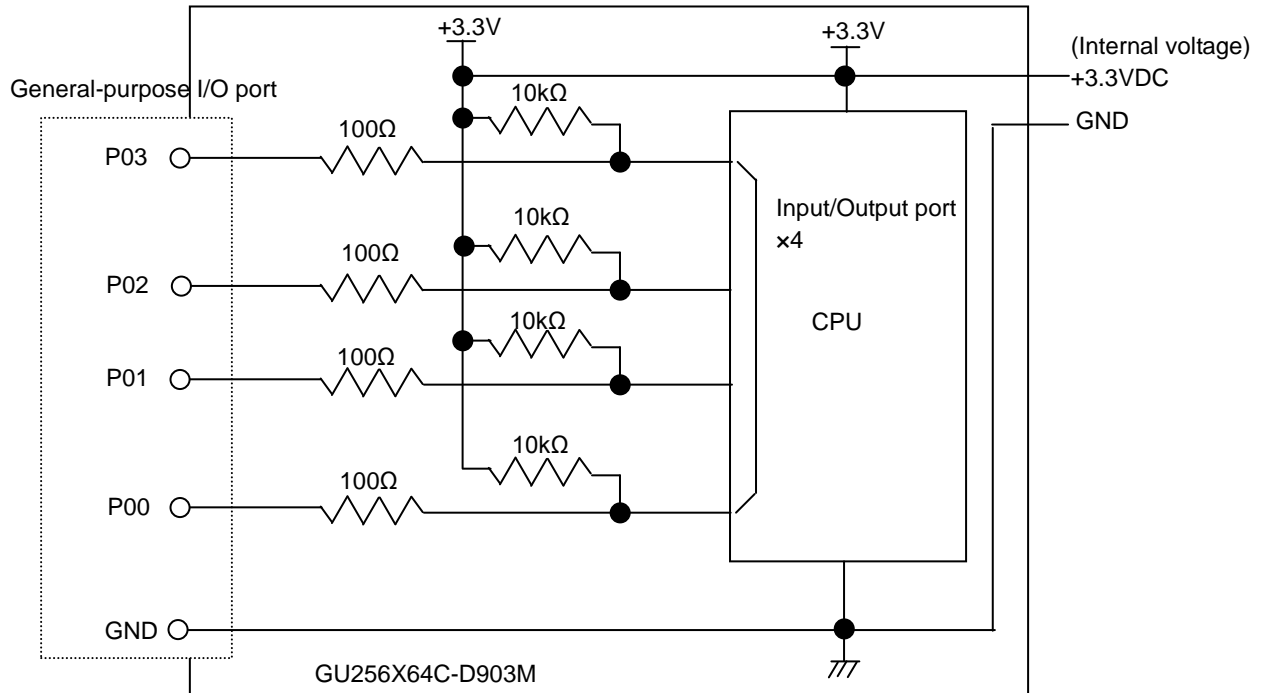 +3.3V
+3.3V
(Internal voltage)
+3.3VDC
General-purpose I/O port
10kΩ
GND
100Ω
P03
Input/Output port
×4
10kΩ
100Ω
P02
10kΩ
CPU
100Ω
P01
10kΩ
100Ω
P00
GND
GU256X64C-D903M